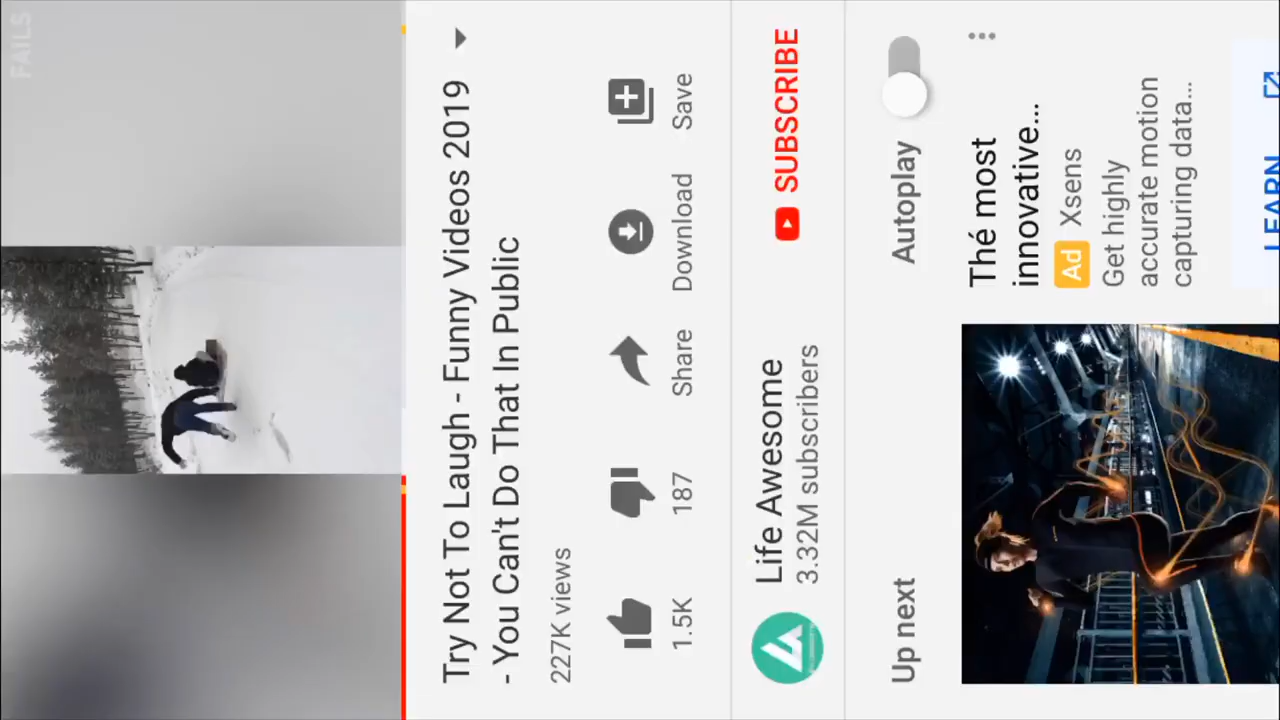 FAILS
Try Not To Laugh - Funny Videos 2019
- You Can't Do That In Public
227K views
1.5K
187
Share
Download
Save
Life Awesome
3.32M subscribers
SUBSCRIBE
Up next
Autoplay
Thé most
innovative...
Ad Xsens
Get highly
accurate motion
capturing data...
LEARN